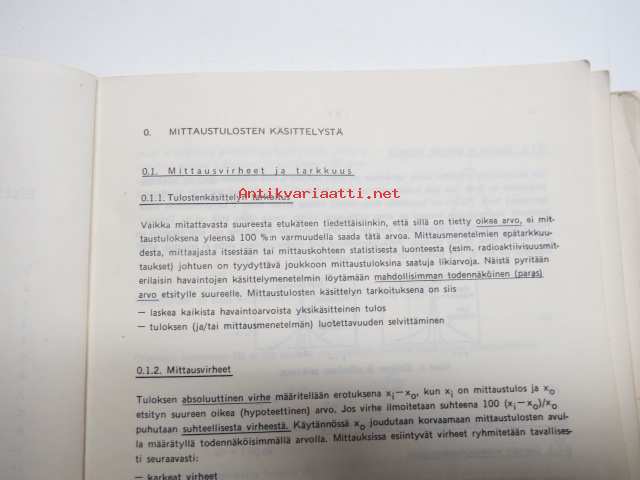 0. MITTAUSTULOSTEN KÄSITTELYSTÄ
0.1. Mittausvirheet ja tarkkuus
Antikvariaatti.net
0.1.1. Tulostenkäsittelyn tarkoitus
Vaikka mitattavasta suureesta etukäteen tiedettäisiinkin, että sillä on tietty oikea arvo, ei mit-
taustuloksena yleensä 100 %:n varmuudella saada tätä arvoa. Mittausmenetelmien epätarkkuu-
desta, mittaajasta itsestään tai mittauskohteen statistisesta luonteesta (esim. radioaktiivisuusmit-
taukset) johtuen on tyydyttävä joukkoon mittaustuloksina saatuja likiarvoja. Näistä pyritään
erilaisin havaintojen käsittelymenetelmin löytämään mahdollisimman todennäköinen (paras)
arvo etsitylle suureelle. Mittaustulosten käsittelyn tarkoituksena on siis
— laskea kaikista havaintoarvoista yksikäsitteinen tulos
— tuloksen (ja/tai mittausmenetelmän) luotettavuuden selvittäminen
0.1.2. Mittausvirheet
Tuloksen absoluuttinen virhe määritellään erotuksena xᵢ—x₀, kun xᵢ on mittaustulos ja x₀
etsityn suureen oikea (hypoteettinen) arvo. Jos virhe ilmoitetaan suhteena 100 (xᵢ—x₀)/x₀
puhutaan suhteellisesta virheestä. Käytännössä x₀ joudutaan korvaamaan mittaustulosten avul-
la määrätyllä todennäköisimmällä arvolla. Mittauksissa esiintyvät virheet ryhmitetään tavallises-
ti seuraavasti:
— karkeat virheet